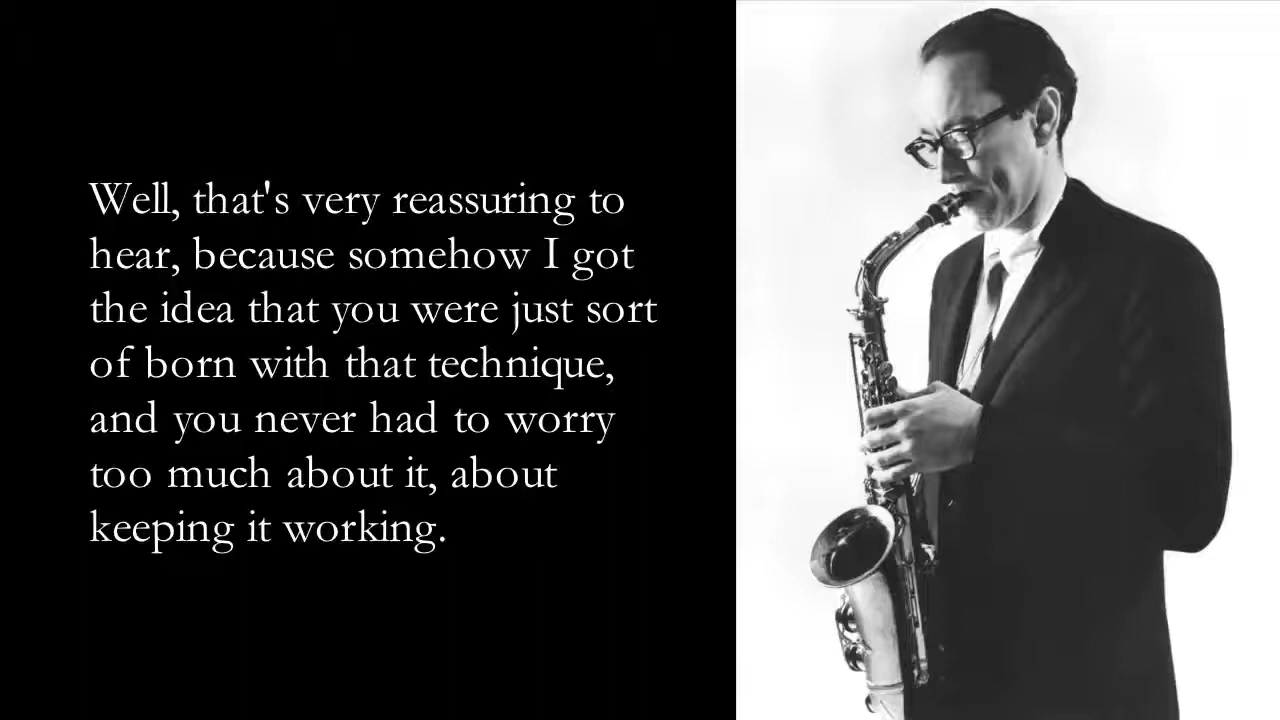 Well, that's very reassuring to
hear, because somehow I got
the idea that you were just sort
of born with that technique,
and you never had to worry
too much about it, about
keeping it working.